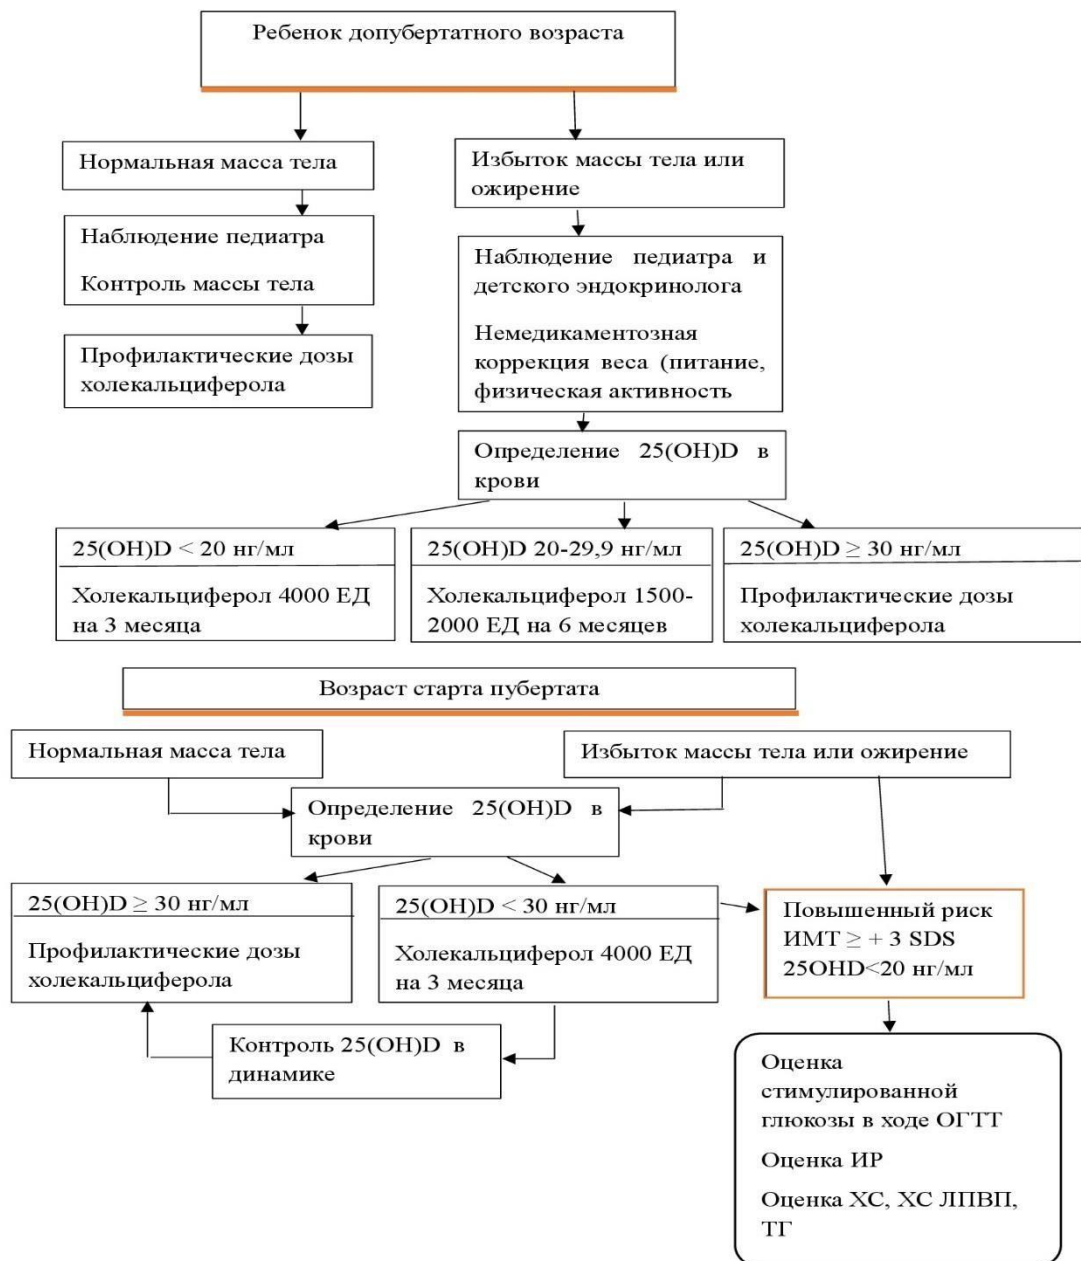 Ребенок допубертатного возраста
Нормальная масса тела
Избыток массы тела или
ожирение
Наблюдение педиатра
Контроль массы тела
Наблюдение педиатра и
детского эндокринолога
Немедикаментозная
коррекция веса (питание,
физическая активность
Профилактические дозы
холекальциферола
Определение 25(OH)D в
крови
25(OH)D < 20 нг/мл
Холекальциферол 4000 ЕД
на 3 месяца
25(OH)D 20-29,9 нг/мл
Холекальциферол 1500-
2000 ЕД на 6 месяцев
25(OH)D ≥ 30 нг/мл
Профилактические дозы
холекальциферола
Возраст старта пубертата
Нормальная масса тела
Избыток массы тела или ожирение
Определение 25(OH)D в
крови
25(OH)D ≥ 30 нг/мл
Профилактические дозы
холекальциферола
25(OH)D < 30 нг/мл
Холекальциферол 4000 ЕД
на 3 месяца
Повышенный риск
ИМТ ≥ + 3 SDS
25OHD<20 нг/мл
Контроль 25(OH)D в
динамике
Оценка
стимулированной
глюкозы в ходе ОГТТ
Оценка ИР
Оценка ХС, ХС ЛПВП,
ТГ